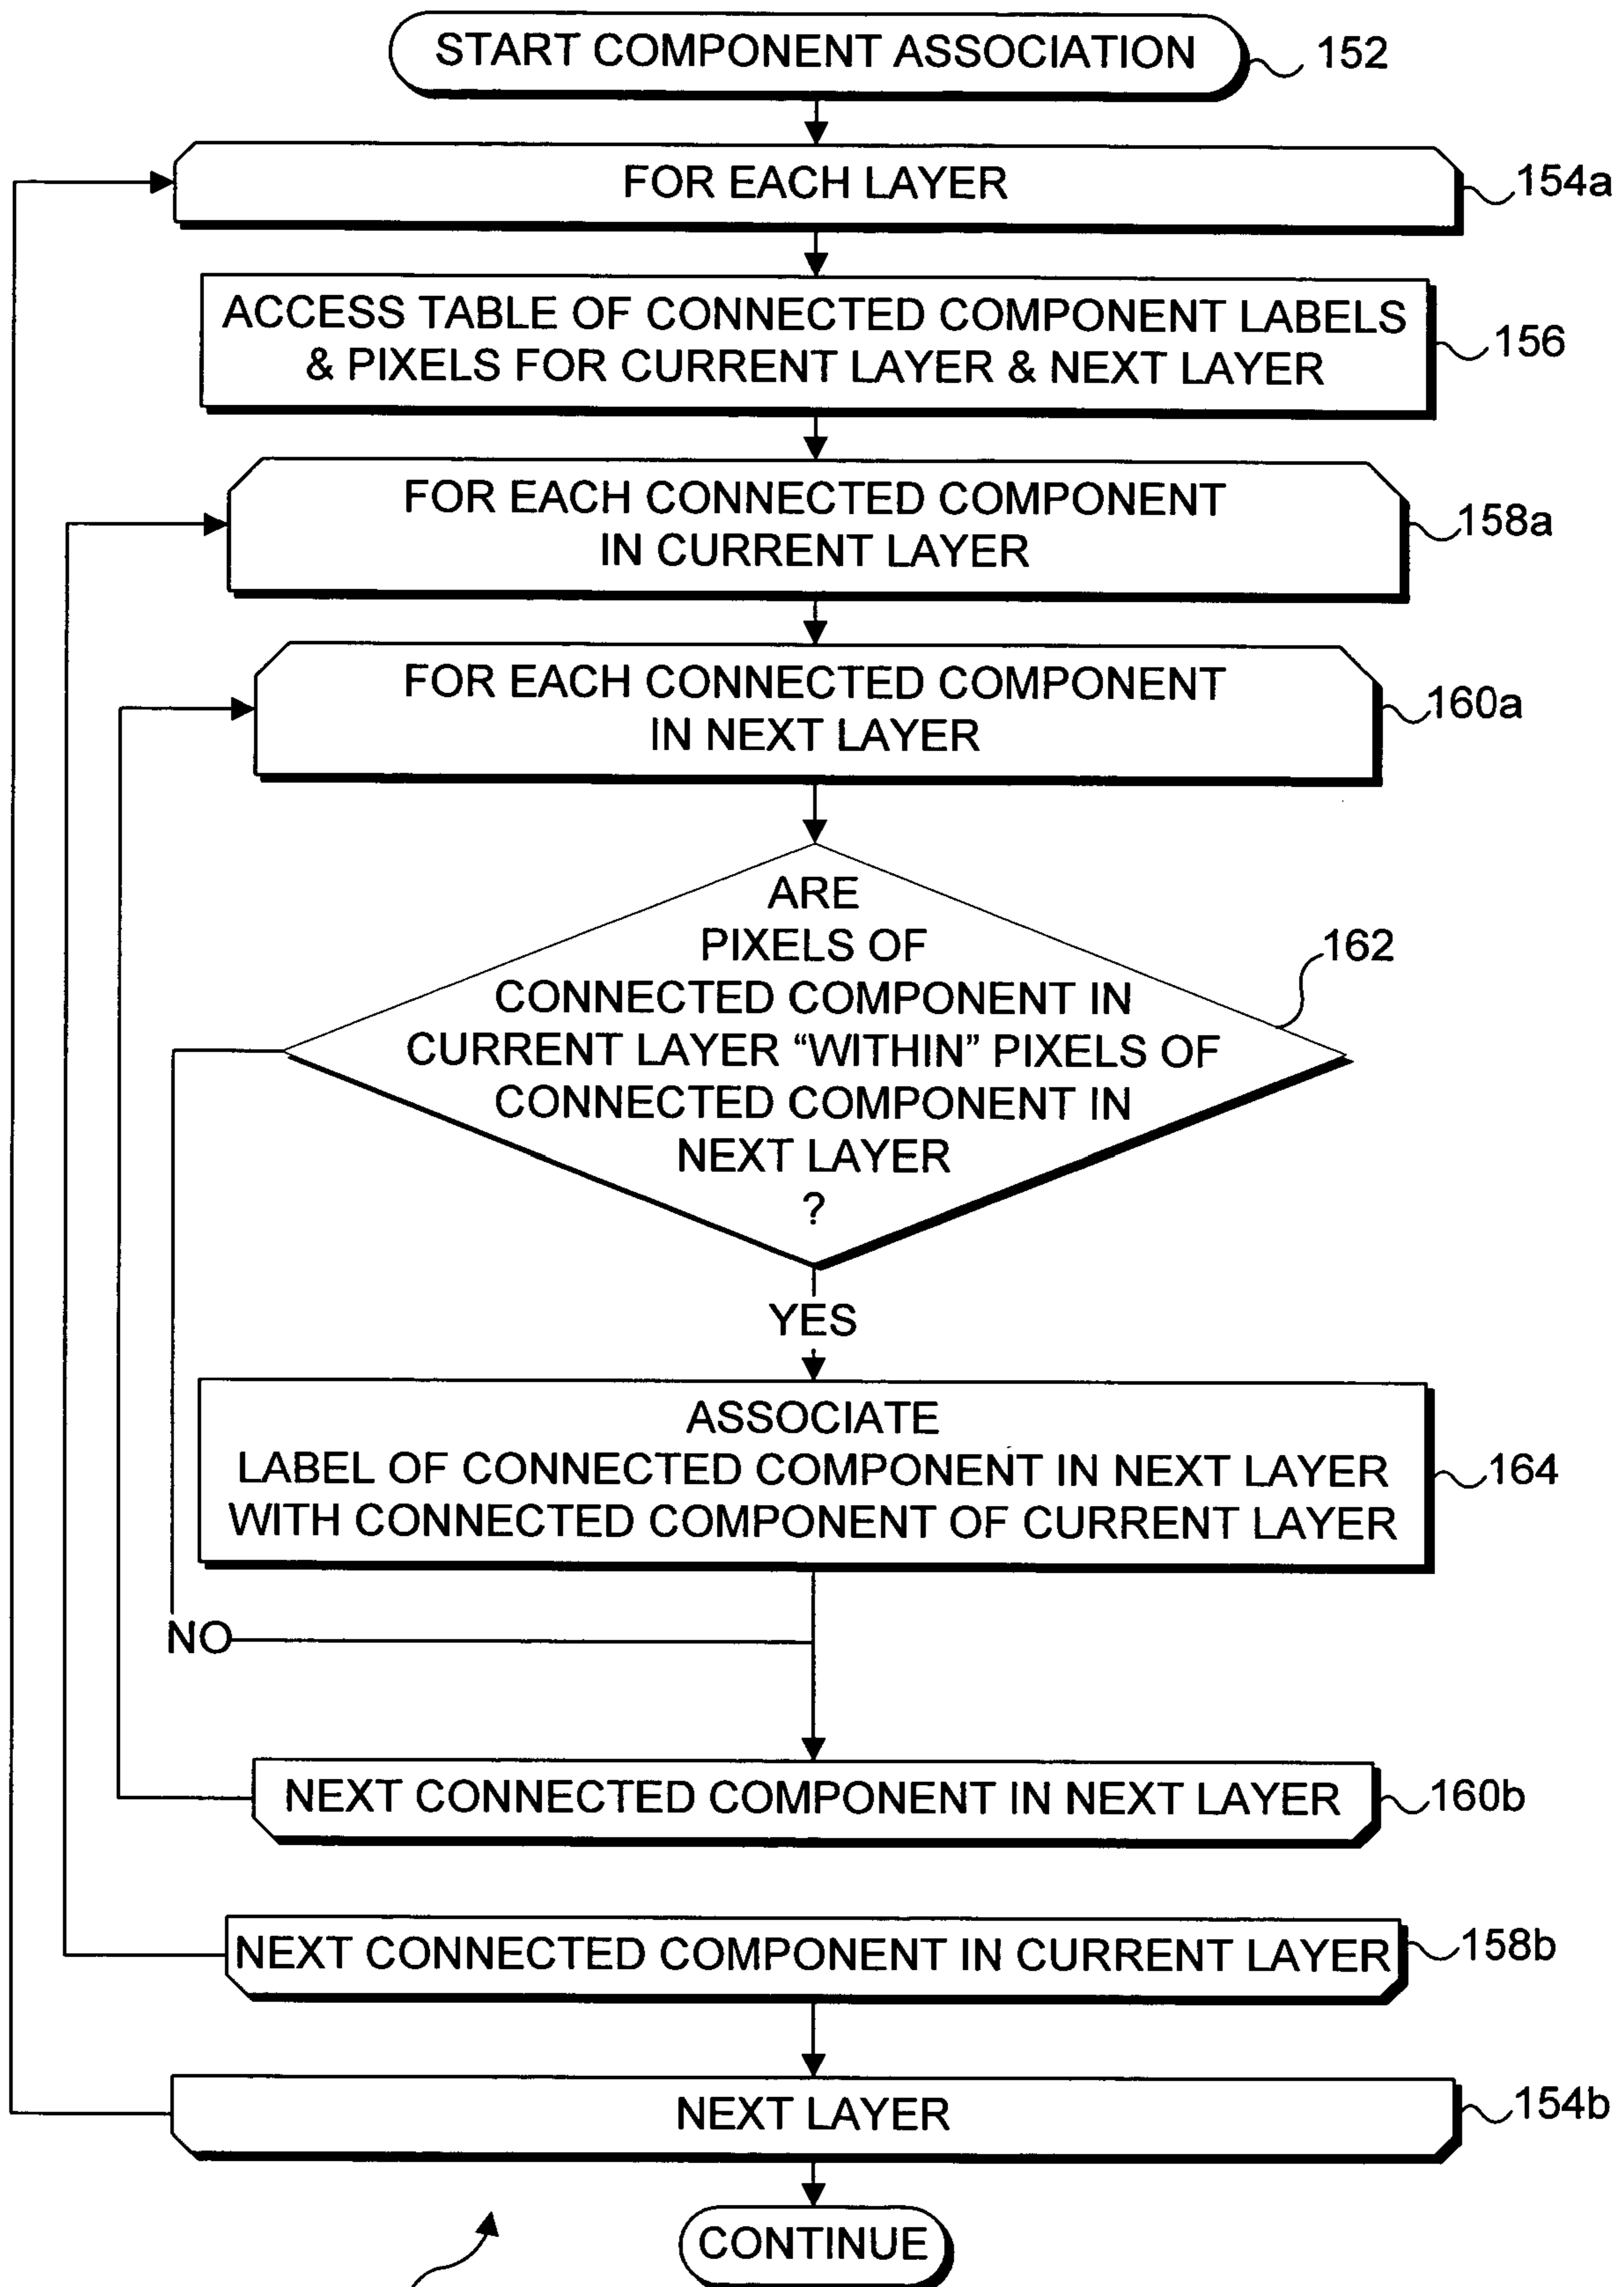 START COMPONENT ASSOCIATION
152
FOR EACH LAYER
154a
ACCESS TABLE OF CONNECTED COMPONENT LABELS
& PIXELS FOR CURRENT LAYER & NEXT LAYER
156
FOR EACH CONNECTED COMPONENT
IN CURRENT LAYER
158a
FOR EACH CONNECTED COMPONENT
IN NEXT LAYER
160a
ARE
PIXELS OF
CONNECTED COMPONENT IN
CURRENT LAYER “WITHIN” PIXELS OF
CONNECTED COMPONENT IN
NEXT LAYER
?
162
YES
ASSOCIATE
LABEL OF CONNECTED COMPONENT IN NEXT LAYER
WITH CONNECTED COMPONENT OF CURRENT LAYER
164
NO
NEXT CONNECTED COMPONENT IN NEXT LAYER
160b
NEXT CONNECTED COMPONENT IN CURRENT LAYER
158b
NEXT LAYER
154b
CONTINUE